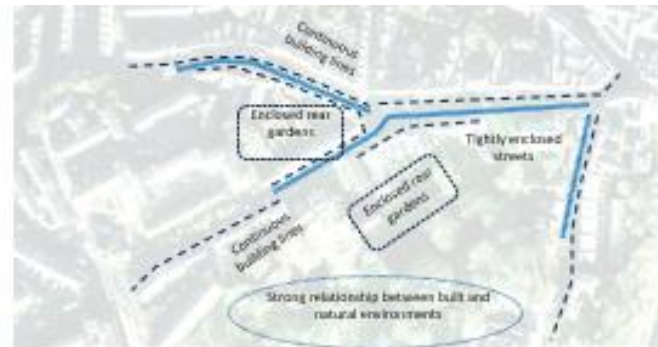 Continuous
building lines
Enclosed rear
gardens
Tightly enclosed
streets
Enclosed rear
gardens
Continuous
building lines
Strong relationship between built and
natural environments